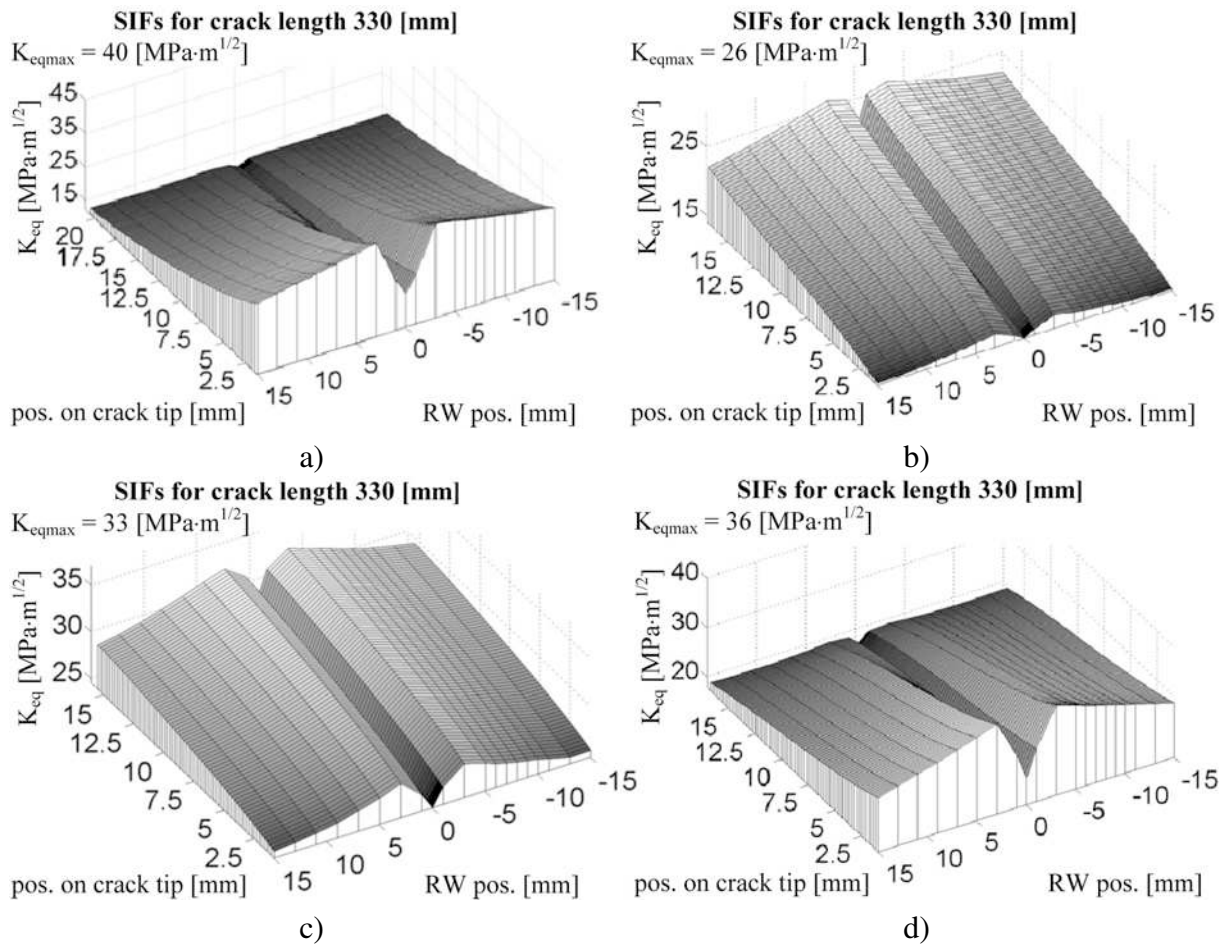 SIFs for crack length 330 [mm]
K_eqmax = 40 [MPa·m^1/2]
K_eq [MPa·m^1/2]
45
35
25
15
20
17.5
15
12.5
10
7.5
5
2.5
15
10
5
0
-5
-10
-15
pos. on crack tip [mm]
RW pos. [mm]
a)
SIFs for crack length 330 [mm]
K_eqmax = 26 [MPa·m^1/2]
K_eq [MPa·m^1/2]
25
15
15
12.5
10
7.5
5
2.5
15
10
5
0
-5
-10
-15
pos. on crack tip [mm]
RW pos. [mm]
b)
SIFs for crack length 330 [mm]
K_eqmax = 33 [MPa·m^1/2]
K_eq [MPa·m^1/2]
35
30
25
15
12.5
10
7.5
5
2.5
15
10
5
0
-5
-10
-15
pos. on crack tip [mm]
RW pos. [mm]
c)
SIFs for crack length 330 [mm]
K_eqmax = 36 [MPa·m^1/2]
K_eq [MPa·m^1/2]
40
30
20
15
12.5
10
7.5
5
2.5
15
10
5
0
-5
-10
-15
pos. on crack tip [mm]
RW pos. [mm]
d)